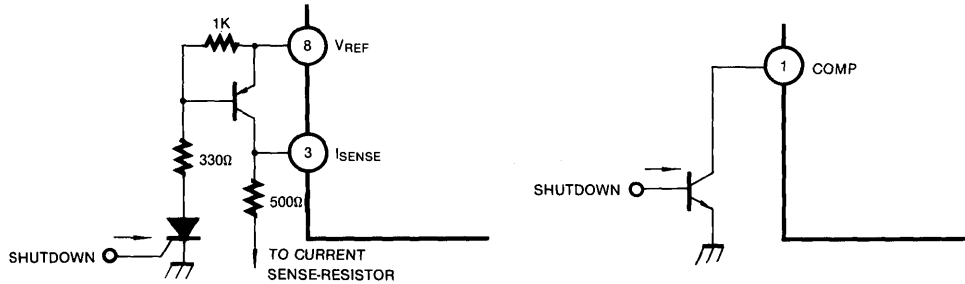 1K
8 VREF
330Ω
3 ISENSE
500Ω
SHUTDOWN
TO CURRENT
SENSE-RESISTOR
1 COMP
SHUTDOWN